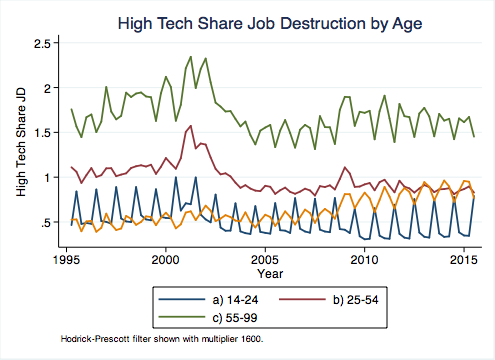 High Tech Share Job Destruction by Age
2.5
2
1.5
1
.5
High Tech Share JD
1995
2000
2005
2010
2015
Year
a) 14-24
b) 25-54
c) 55-99
Hodrick-Prescott filter shown with multiplier 1600.